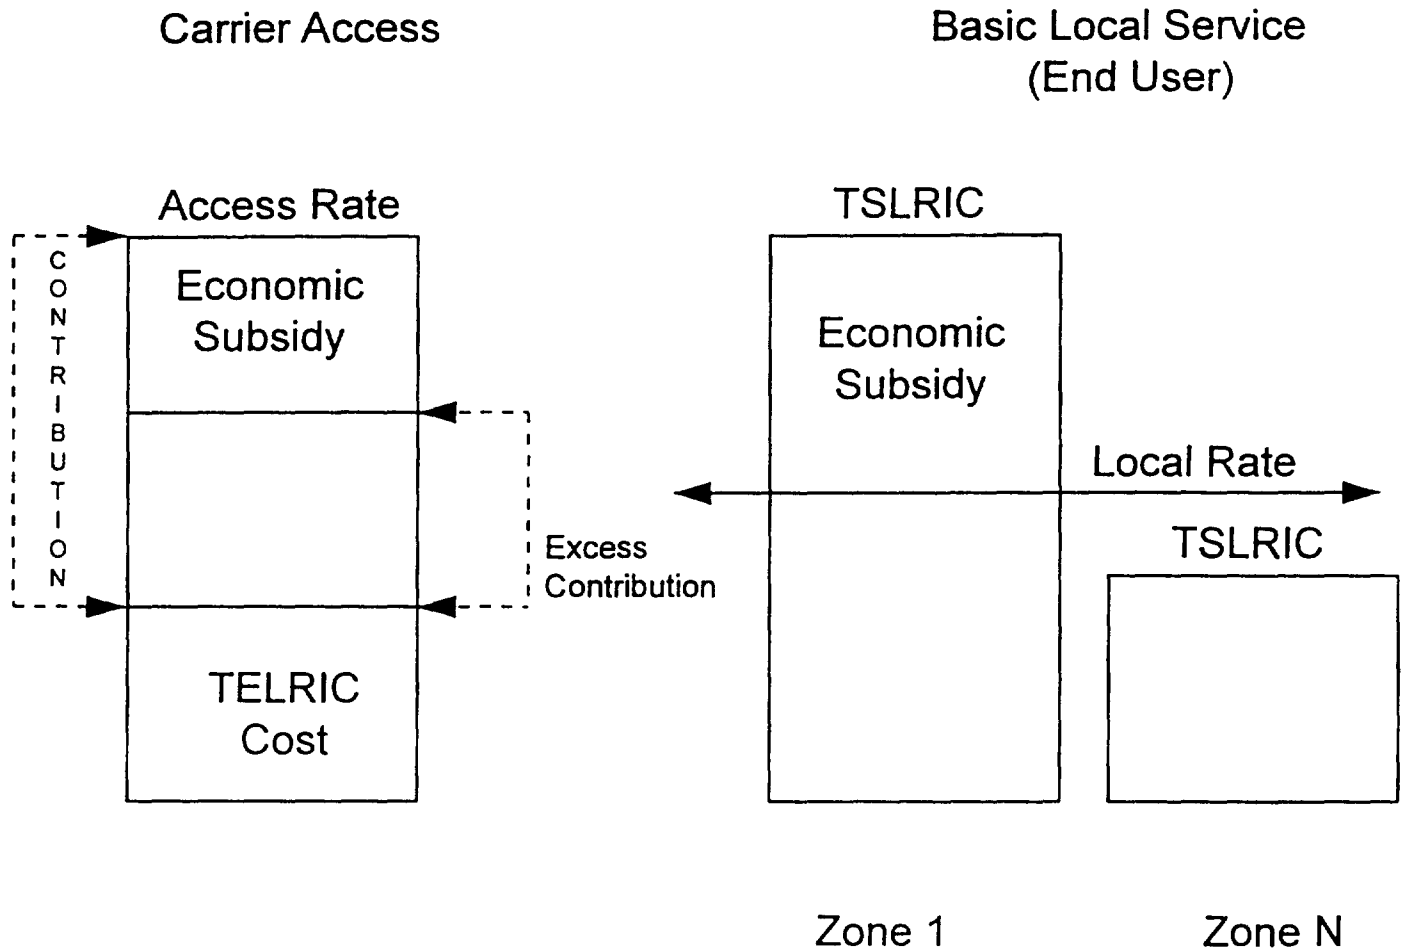 Carrier Access
Basic Local Service
(End User)
Access Rate
CONTRIBUTION
Economic
Subsidy
Excess
Contribution
TELRIC
Cost
TSLRIC
Economic
Subsidy
Local Rate
TSLRIC
Zone 1
Zone N